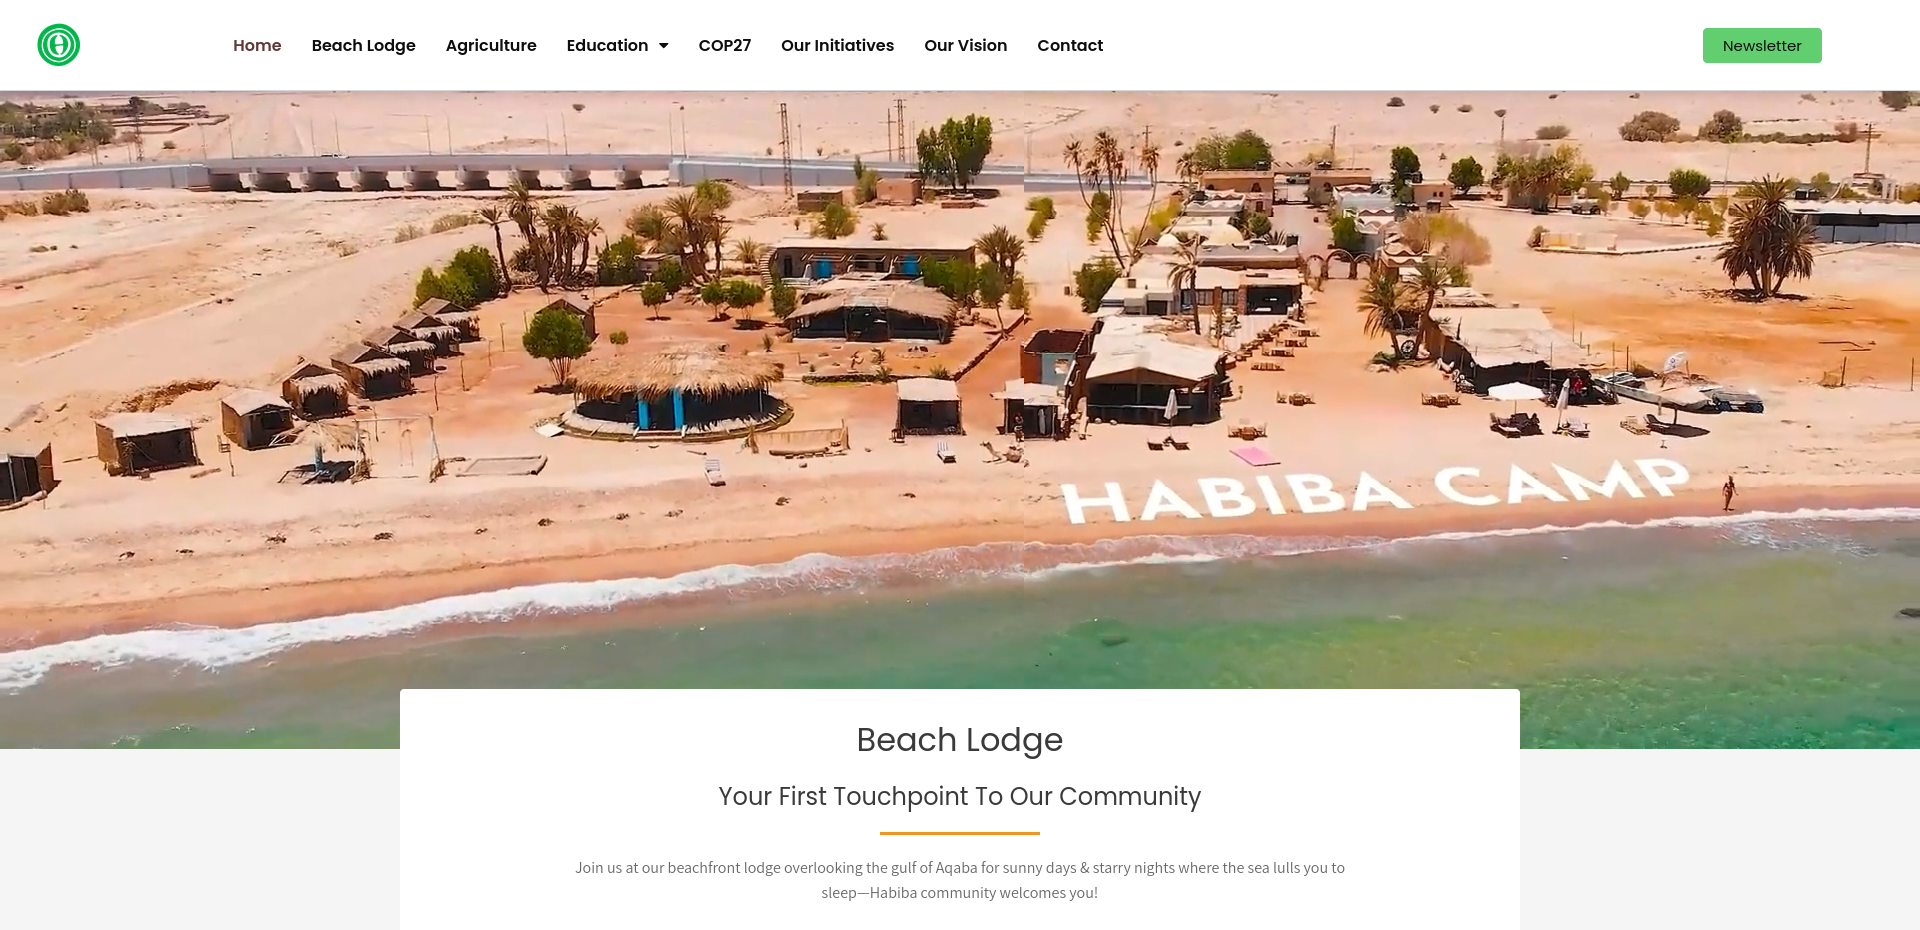 Home
Beach Lodge
Agriculture
Education
COP27
Our Initiatives
Our Vision
Contact
Newsletter
HABIBA CAMP
Beach Lodge
Your First Touchpoint To Our Community
Join us at our beachfront lodge overlooking the gulf of Aqaba for sunny days & starry nights where the sea lulls you to
sleep—Habiba community welcomes you!